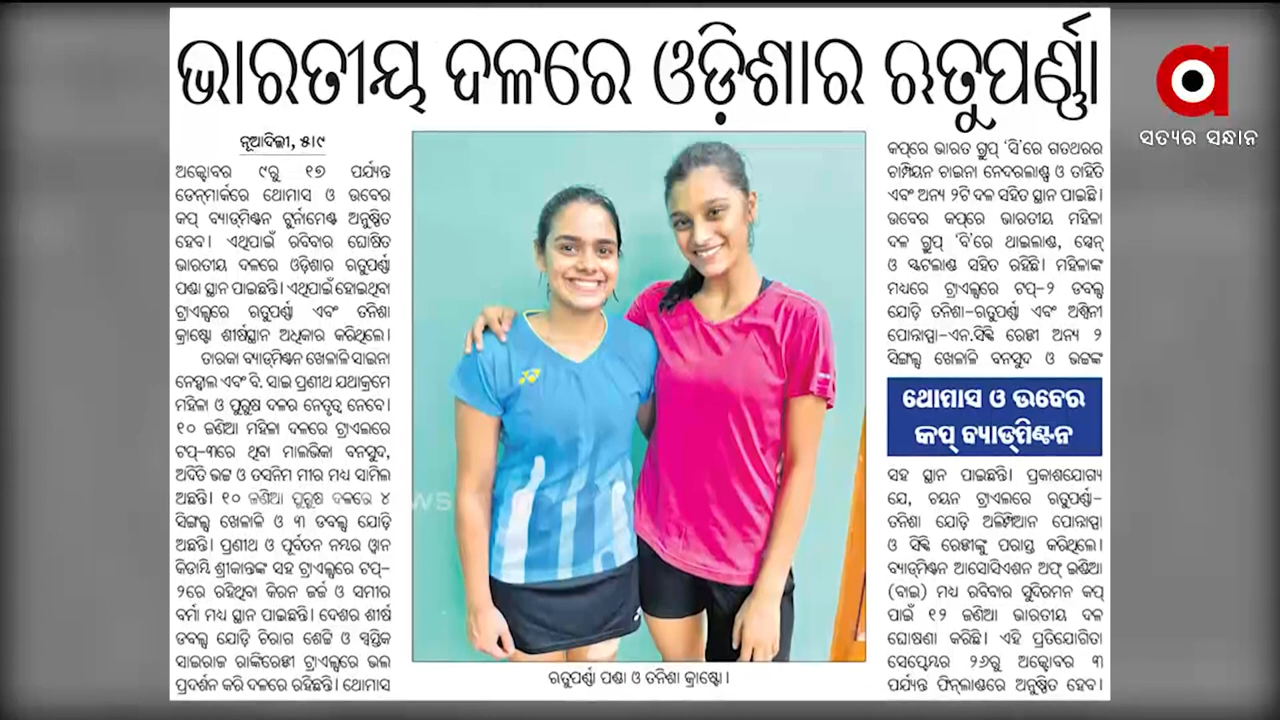 ଭାରତୀୟ ଦଳରେ ଓଡ଼ିଶାର ଋତୁପର୍ଣ୍ଣା
ସତ୍ୟର ସନ୍ଧାନ
ନୂଆଦିଲ୍ଲୀ, ୫ା୯
ଅକ୍ଟୋବର ୯ରୁ ୧୭ ପର୍ଯ୍ୟନ୍ତ
ଡେନ୍‌ମାର୍କରେ ଥୋମାସ ଓ ଉବେର
କପ୍ ବ୍ୟାଡ୍‌ମିଣ୍ଟନ ଟୁର୍ନାମେଣ୍ଟ ଅନୁଷ୍ଠିତ
ହେବ। ଏଥିପାଇଁ ରବିବାର ଘୋଷିତ
ଭାରତୀୟ ଦଳରେ ଓଡ଼ିଶାର ଋତୁପର୍ଣ୍ଣା
ପଣ୍ଡା ସ୍ଥାନ ପାଇଛନ୍ତି। ଏଥିପାଇଁ ହୋଇଥିବା
ଟ୍ରାଏଲ୍ସରେ ଋତୁପର୍ଣ୍ଣା ଏବଂ ତନିଶା
କ୍ରାଷ୍ଟୋ ଶୀର୍ଷସ୍ଥାନ ଅଧିକାର କରିଥିଲେ।
ତାରକା ବ୍ୟାଡ୍‌ମିଣ୍ଟନ ଖେଳାଳି ସାଇନା
ନେହ୍ୱାଲ ଏବଂ ବି. ସାଇ ପ୍ରଣୀଥ ଯଥାକ୍ରମେ
ମହିଳା ଓ ପୁରୁଷ ଦଳର ନେତୃତ୍ୱ ନେବେ।
୧୦ ଜଣିଆ ମହିଳା ଦଳରେ ଟ୍ରାଏଲରେ
ଟପ୍-୩ରେ ଥିବା ମାଲଭିକା ବନସୁଦ,
ଅଦିତି ଭଟ୍ଟ ଓ ତସନିମ ମୀର ମଧ୍ୟ ସାମିଲ
ଅଛନ୍ତି। ୧୦ ଜଣିଆ ପୁରୁଷ ଦଳରେ ୪
ସିଙ୍ଗଲ୍ସ ଖେଳାଳି ଓ ୩ ଡବଲ୍ସ ଯୋଡ଼ି
ଅଛନ୍ତି। ପ୍ରଣୀଥ ଓ ପୂର୍ବତନ ନମ୍ବର ୱାନ
କିଡାମ୍ବି ଶ୍ରୀକାନ୍ତଙ୍କ ସହ ଟ୍ରାଏଲ୍ସରେ ଟପ୍-
୨ରେ ରହିଥିବା କିରନ ଜର୍ଜ ଓ ସମୀର
ବର୍ମା ମଧ୍ୟ ସ୍ଥାନ ପାଇଛନ୍ତି। ଦେଶର ଶୀର୍ଷ
ଡବଲ୍ସ ଯୋଡ଼ି ଚିରାଗ ଶେଟ୍ଟି ଓ ସ୍ୱସ୍ତିକ
ସାଇରାଜ ରାଙ୍କିରେଡୀ ଟ୍ରାଏଲ୍ସରେ ଭଲ
ପ୍ରଦର୍ଶନ କରି ଦଳରେ ରହିଛନ୍ତି। ଥୋମାସ
ଋତୁପର୍ଣ୍ଣା ପଣ୍ଡା ଓ ତନିଶା କ୍ରାଷ୍ଟୋ।
କପ୍‌ରେ ଭାରତ ଗ୍ରୁପ୍ ‘ସି’ରେ ଗତଥରର
ଚାମ୍ପିୟନ ଚାଇନା ନେଦରଲାଣ୍ଡ ଓ ତାହିତି
ଏବଂ ଅନ୍ୟ ୨ଟି ଦଳ ସହିତ ସ୍ଥାନ ପାଇଛି।
ଉବେର କପ୍‌ରେ ଭାରତୀୟ ମହିଳା
ଦଳ ଗ୍ରୁପ୍ ‘ବି’ରେ ଥାଇଲାଣ୍ଡ, ସ୍ପେନ୍
ଓ ସ୍କଟଲାଣ୍ଡ ସହିତ ରହିଛି। ମହିଳାଙ୍କ
ମଧ୍ୟରେ ଟ୍ରାଏଲ୍ସରେ ଟପ୍-୨ ଡବଲ୍ସ
ଯୋଡ଼ି ତନିଶା-ଋତୁପର୍ଣ୍ଣା ଏବଂ ଅଶ୍ୱିନୀ
ପୋନ୍ନାପ୍ପା-ଏନ.ସିକ୍କି ରେଡୀ ଅନ୍ୟ ୨
ସିଙ୍ଗଲ୍ସ ଖେଳାଳି ବନସୁଦ ଓ ଭଟ୍ଟଙ୍କ
ଥୋମାସ ଓ ଉବେର
କପ୍ ବ୍ୟାଡ୍‌ମିଣ୍ଟନ
ସହ ସ୍ଥାନ ପାଇଛନ୍ତି। ପ୍ରକାଶଯୋଗ୍ୟ
ଯେ, ଚୟନ ଟ୍ରାଏଲରେ ଋତୁପର୍ଣ୍ଣା-
ତନିଶା ଯୋଡ଼ି ଅଲିମ୍ପିଆନ ପୋନ୍ନାପ୍ପା
ଓ ସିକ୍କି ରେଡୀଙ୍କୁ ପରାସ୍ତ କରିଥିଲେ।
ବ୍ୟାଡ୍‌ମିଣ୍ଟନ ଆସୋସିଏଶନ ଅଫ୍ ଇଣ୍ଡିଆ
(ବାଇ) ମଧ୍ୟ ରବିବାର ସୁଦିରମନ କପ୍
ପାଇଁ ୧୨ ଜଣିଆ ଭାରତୀୟ ଦଳ
ଘୋଷଣା କରିଛି। ଏହି ପ୍ରତିଯୋଗିତା
ସେପ୍ଟେମ୍ବର ୨୬ରୁ ଅକ୍ଟୋବର ୩
ପର୍ଯ୍ୟନ୍ତ ଫିନ୍‌ଲାଣ୍ଡରେ ଅନୁଷ୍ଠିତ ହେବ।